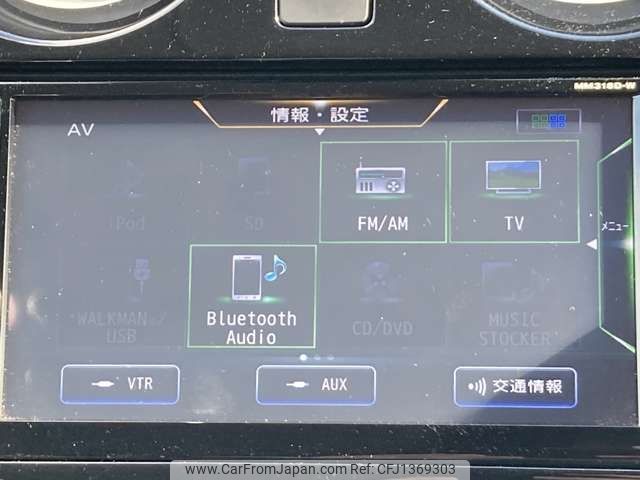 MM316D-W
情報・設定
AV
iPod
SD
FM/AM
TV
メニュー
WALKMAN®/
USB
Bluetooth
Audio
CD/DVD
MUSIC
STOCKER
VTR
AUX
交通情報
www.CarFromJapan.com - CFJ1369303